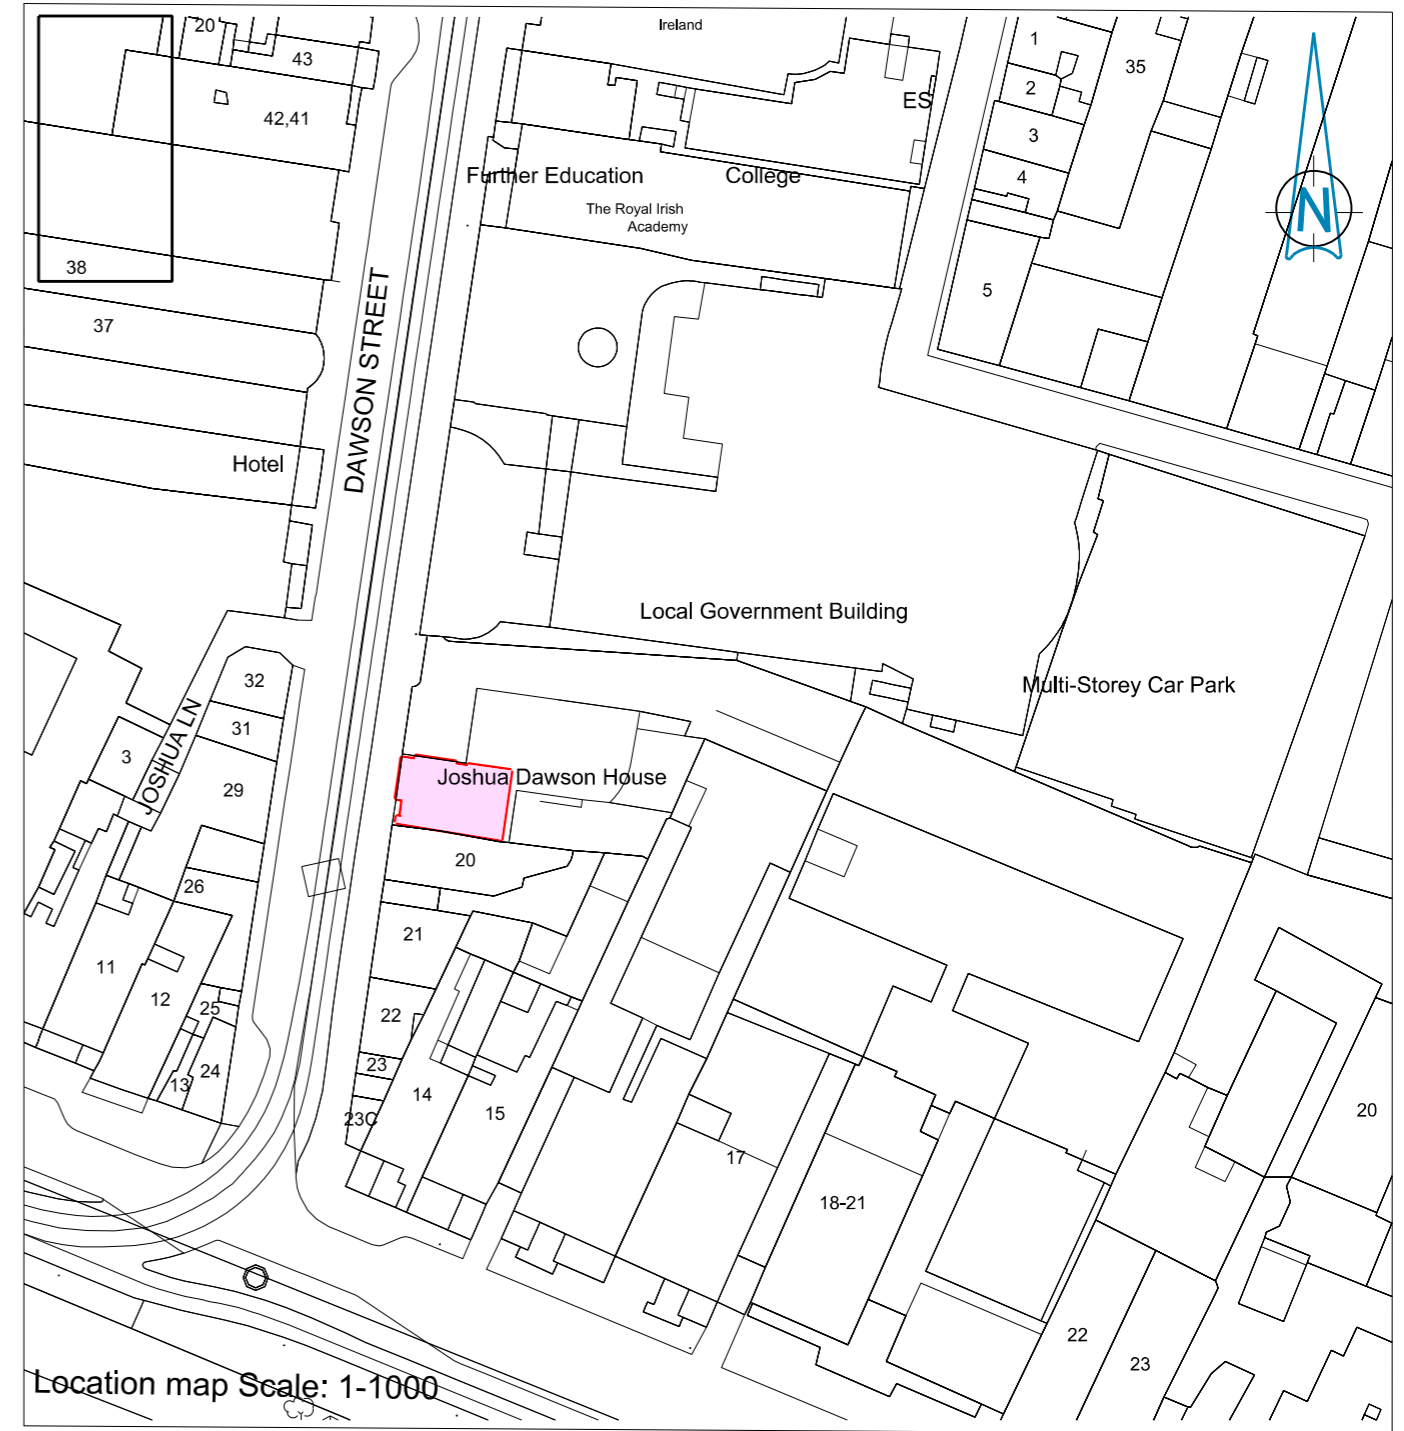 Ireland
20
43
42,41
ES
1
2
3
4
35
Further Education College
The Royal Irish
Academy
N
38
37
5
DAWSON STREET
Hotel
Local Government Building
Multi-Storey Car Park
32
31
JOSHUA LN
3
29
Joshua Dawson House
20
26
21
11
12
25
22
24
13
23
14
23C
15
17
18-21
20
22
23
Location map Scale: 1-1000